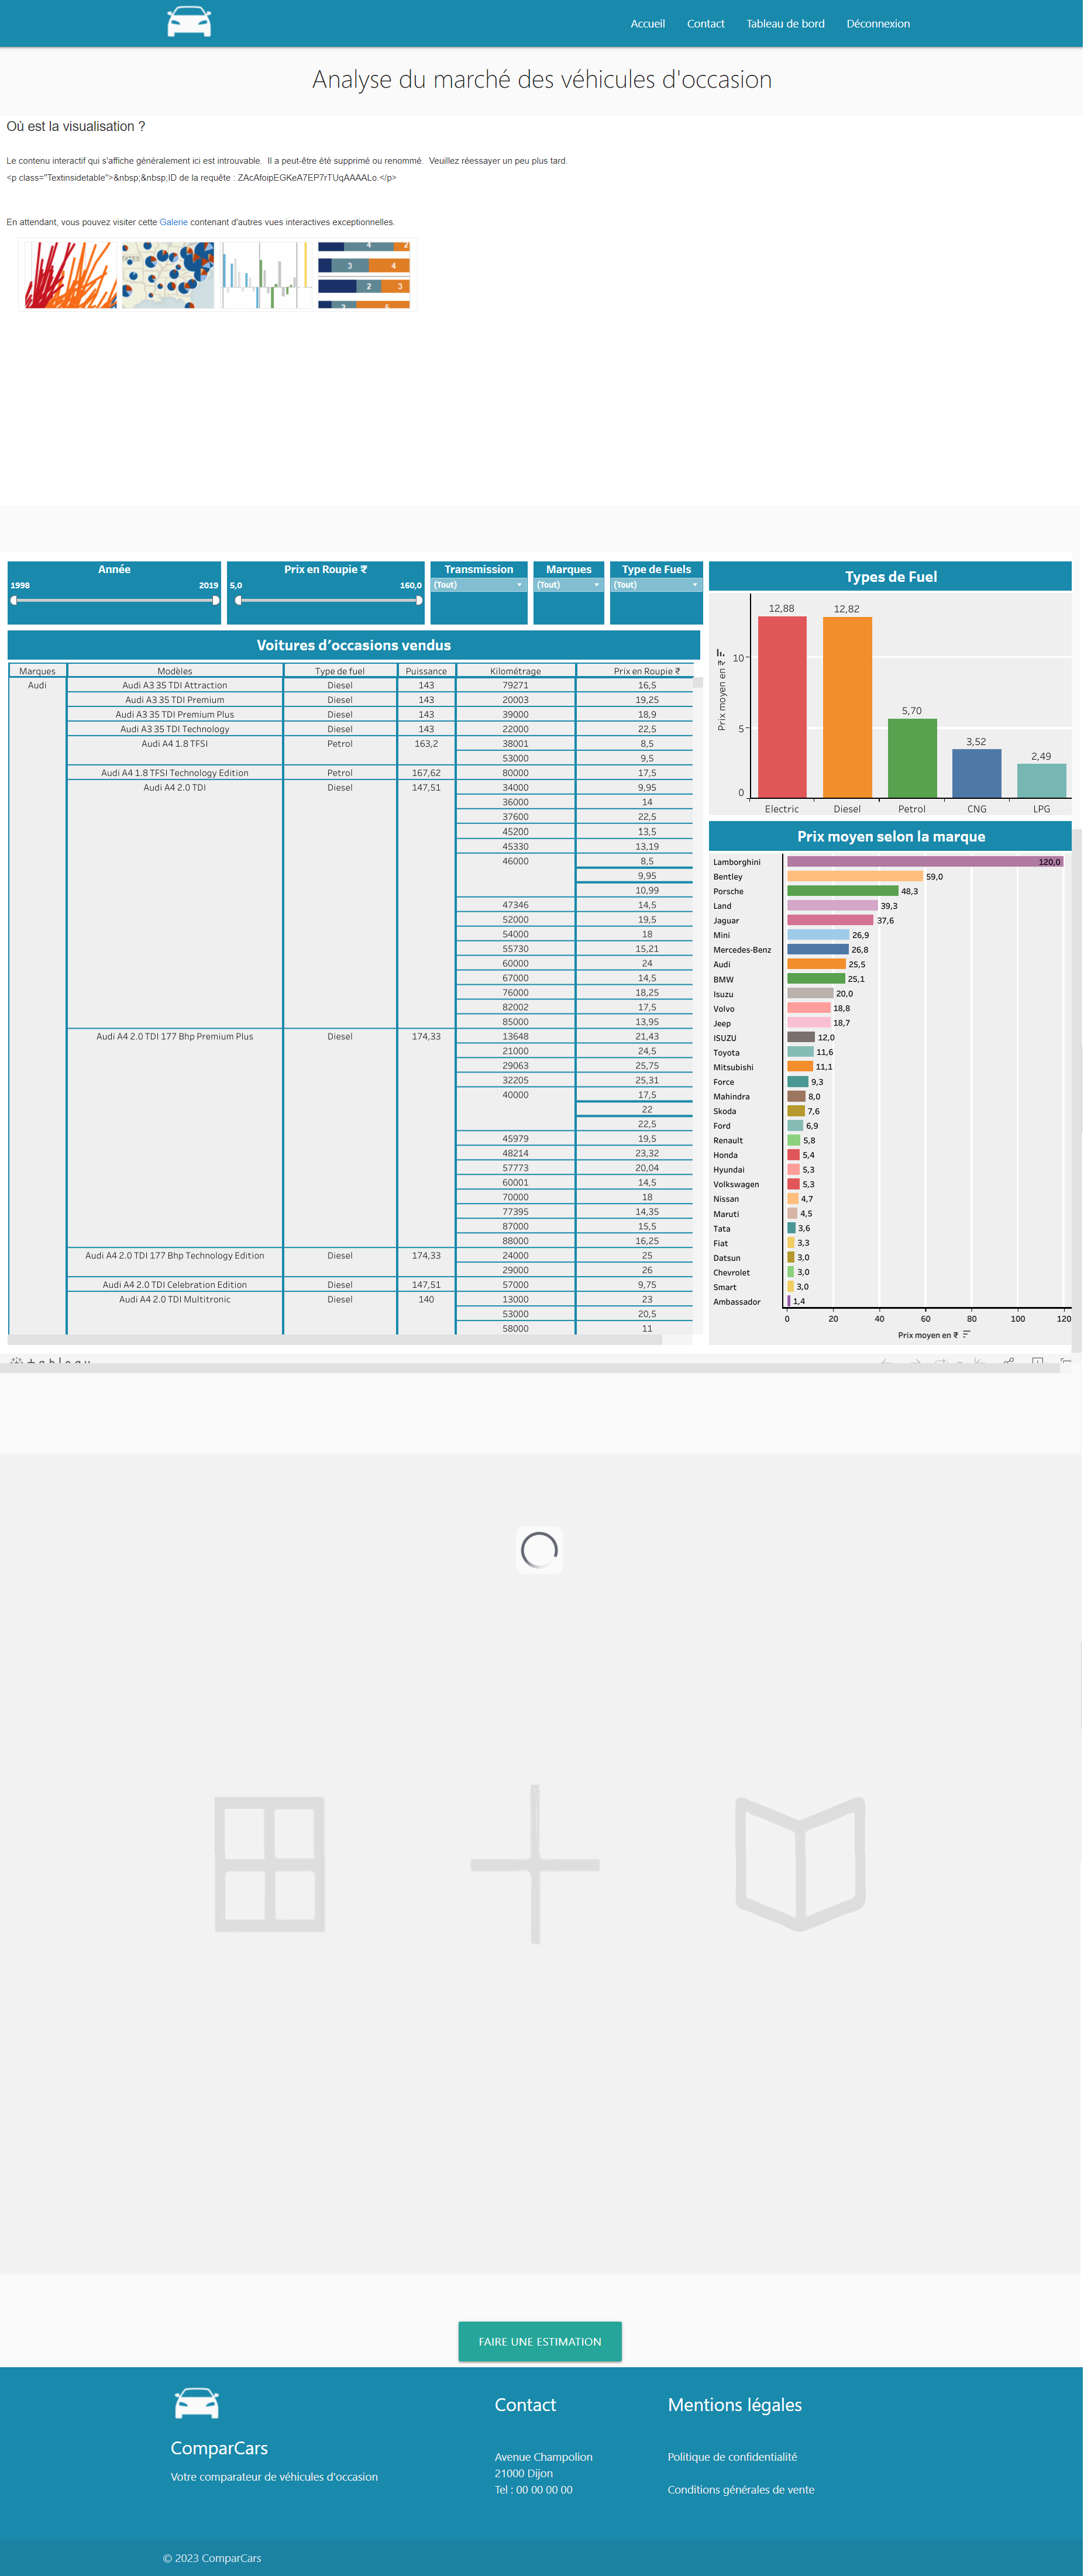 Accueil Contact Tableau de bord Déconnexion
Analyse du marché des véhicules d'occasion
Où est la visualisation ?
Le contenu interactif qui s'affiche généralement ici est introuvable. Il a peut-être été supprimé ou renommé. Veuillez réessayer un peu plus tard.
<p class="Textinsidetable">&nbsp;&nbsp;ID de la requête : ZAcAfoipEGKeA7EP7rTUqAAAALo.</p>
En attendant, vous pouvez visiter cette Galerie contenant d'autres vues interactives exceptionnelles.
4 2
3 4
2 3
2 5
Année
1998 2019
Prix en Roupie ₹
5,0 160,0
Transmission
(Tout)
Marques
(Tout)
Type de Fuels
(Tout)
Voitures d'occasions vendus
Marques Modèles Type de fuel Puissance Kilométrage Prix en Roupie ₹
Audi Audi A3 35 TDI Attraction Diesel 143 79271 16,5
Audi A3 35 TDI Premium Diesel 143 20003 19,25
Audi A3 35 TDI Premium Plus Diesel 143 39000 18,9
Audi A3 35 TDI Technology Diesel 143 22000 22,5
Audi A4 1.8 TFSI Petrol 163,2 38001 8,5
53000 9,5
Audi A4 1.8 TFSI Technology Edition Petrol 167,62 80000 17,5
Audi A4 2.0 TDI Diesel 147,51 34000 9,95
36000 14
37600 22,5
45200 13,5
45330 13,19
46000 8,5
9,95
10,99
47346 14,5
52000 19,5
54000 18
55730 15,21
60000 24
67000 14,5
76000 18,25
82002 17,5
85000 13,95
Audi A4 2.0 TDI 177 Bhp Premium Plus Diesel 174,33 13648 21,43
21000 24,5
29063 25,75
32205 25,31
40000 17,5
22
22,5
45979 19,5
48214 23,32
57773 20,04
60001 14,5
70000 18
77395 14,35
87000 15,5
88000 16,25
Audi A4 2.0 TDI 177 Bhp Technology Edition Diesel 174,33 24000 25
29000 26
Audi A4 2.0 TDI Celebration Edition Diesel 147,51 57000 9,75
Audi A4 2.0 TDI Multitronic Diesel 140 13000 23
53000 20,5
58000 11
Types de Fuel
Prix moyen en ₹
10
5
0
12,88 12,82 5,70 3,52 2,49
Electric Diesel Petrol CNG LPG
Prix moyen selon la marque
Lamborghini 120,0
Bentley 59,0
Porsche 48,3
Land 39,3
Jaguar 37,6
Mini 26,9
Mercedes-Benz 26,8
Audi 25,5
BMW 25,1
Isuzu 20,0
Volvo 18,8
Jeep 18,7
ISUZU 12,0
Toyota 11,6
Mitsubishi 11,1
Force 9,3
Mahindra 8,0
Skoda 7,6
Ford 6,9
Renault 5,8
Honda 5,4
Hyundai 5,3
Volkswagen 5,3
Nissan 4,7
Maruti 4,5
Tata 3,6
Fiat 3,3
Datsun 3,0
Chevrolet 3,0
Smart 3,0
Ambassador 1,4
0 20 40 60 80 100 120
Prix moyen en ₹
tableau
FAIRE UNE ESTIMATION
ComparCars
Votre comparateur de véhicules d'occasion
Contact
Avenue Champolion
21000 Dijon
Tel : 00 00 00 00
Mentions légales
Politique de confidentialité
Conditions générales de vente
© 2023 ComparCars